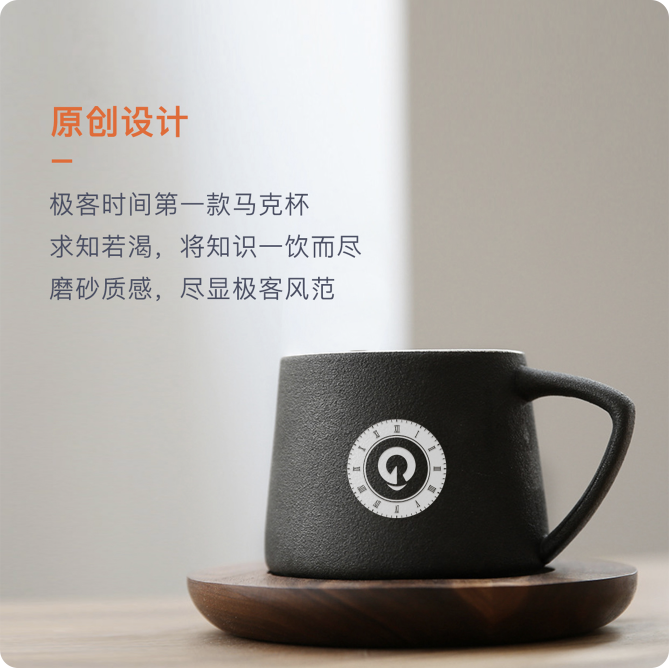 原创设计
极客时间第一款马克杯
求知若渴，将知识一饮而尽
磨砂质感，尽显极客风范